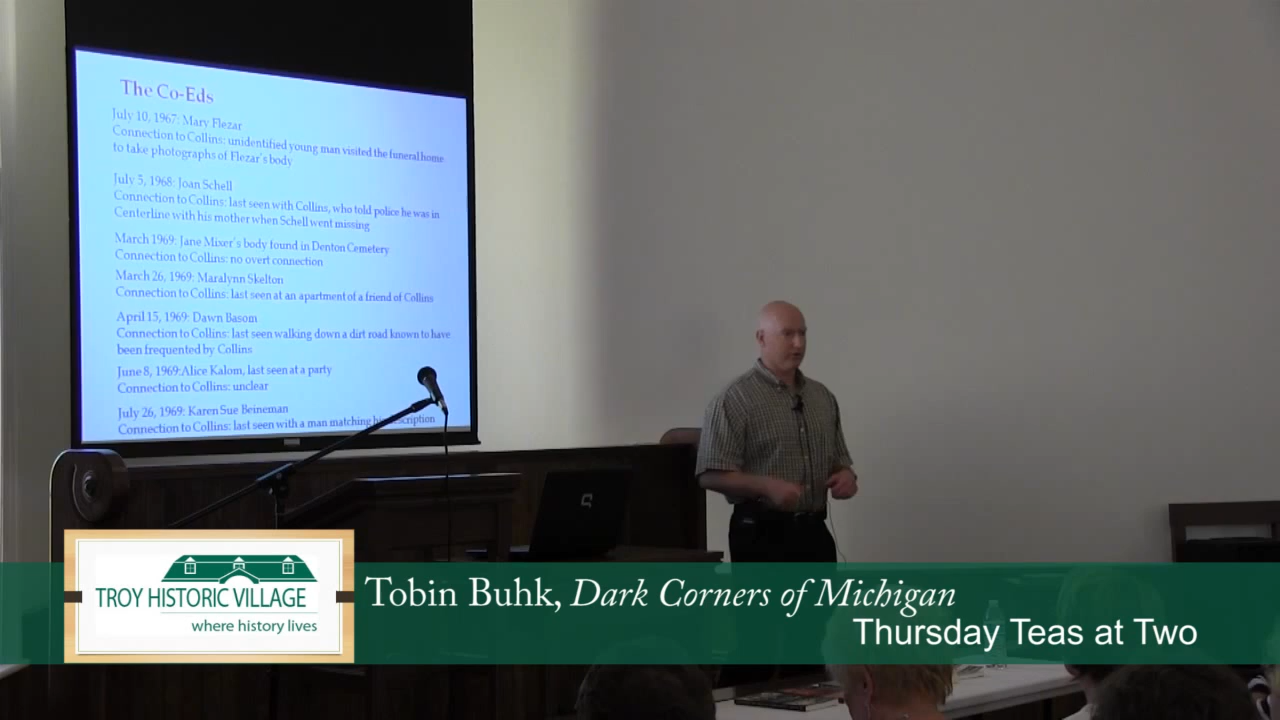 The Co-Eds
July 10, 1967: Mary Flezar
Connection to Collins: unidentified young man visited the funeral home
to take photographs of Flezar's body
July 5, 1968: Joan Schell
Connection to Collins: last seen with Collins, who told police he was in
Centerline with his mother when Schell went missing
March 1969: Jane Mixer's body found in Denton Cemetery
Connection to Collins: no overt connection
March 26, 1969: Maralynn Skelton
Connection to Collins: last seen at an apartment of a friend of Collins
April 15, 1969: Dawn Basom
Connection to Collins: last seen walking down a dirt road known to have
been frequented by Collins
June 8, 1969:Alice Kalom, last seen at a party
Connection to Collins: unclear
July 26, 1969: Karen Sue Beineman
Connection to Collins: last seen with a man matching his description
TROY HISTORIC VILLAGE
where history lives
Tobin Buhk, Dark Corners of Michigan
Thursday Teas at Two